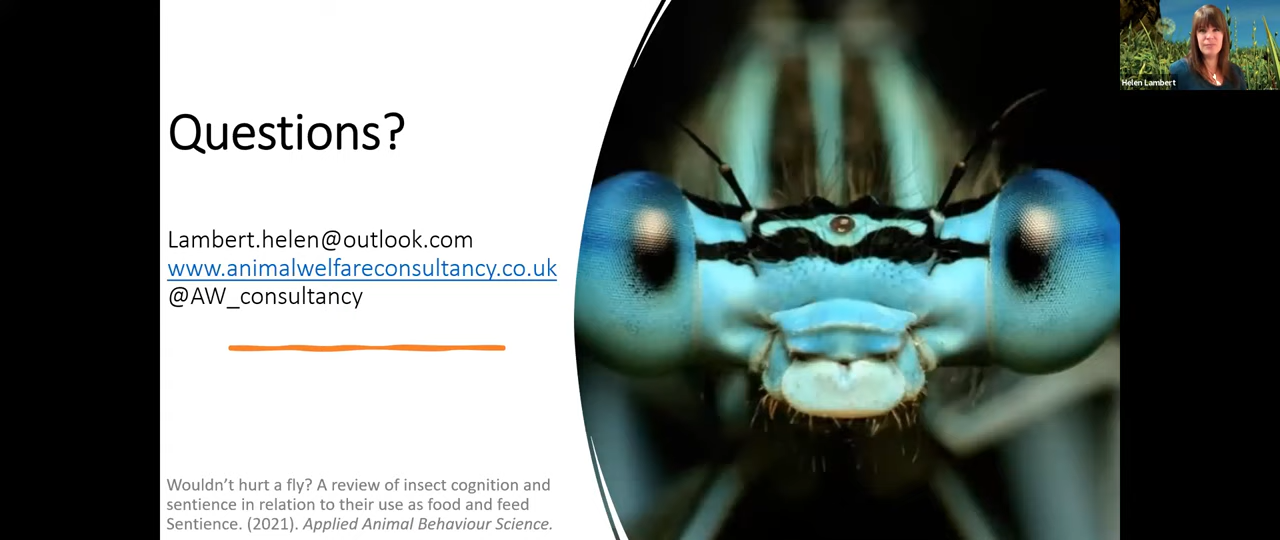 Questions?
Lambert.helen@outlook.com
www.animalwelfareconsultancy.co.uk
@AW_consultancy
Wouldn't hurt a fly? A review of insect cognition and
sentience in relation to their use as food and feed
Sentience. (2021). Applied Animal Behaviour Science.
Helen Lambert